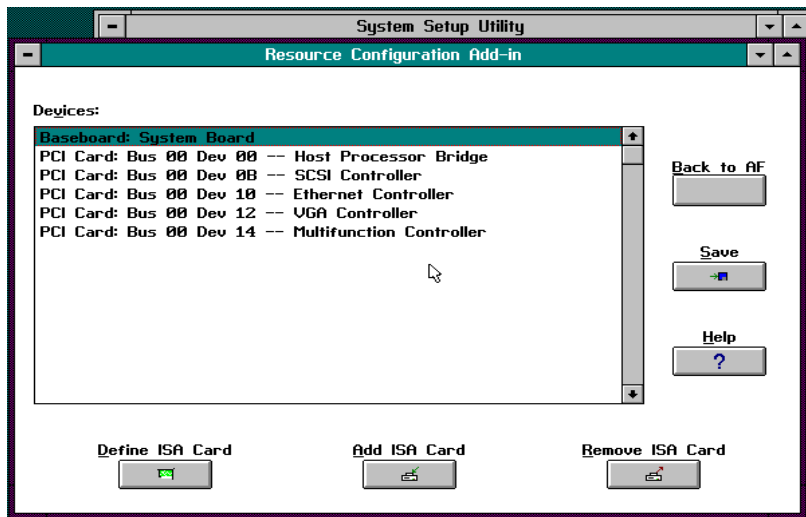 System Setup Utility
Resource Configuration Add-in
Devices:
Baseboard: System Board
PCI Card: Bus 00 Dev 00 -- Host Processor Bridge
PCI Card: Bus 00 Dev 0B -- SCSI Controller
PCI Card: Bus 00 Dev 10 -- Ethernet Controller
PCI Card: Bus 00 Dev 12 -- VGA Controller
PCI Card: Bus 00 Dev 14 -- Multifunction Controller
Back to AF
Save
Help
?
Define ISA Card
Add ISA Card
Remove ISA Card